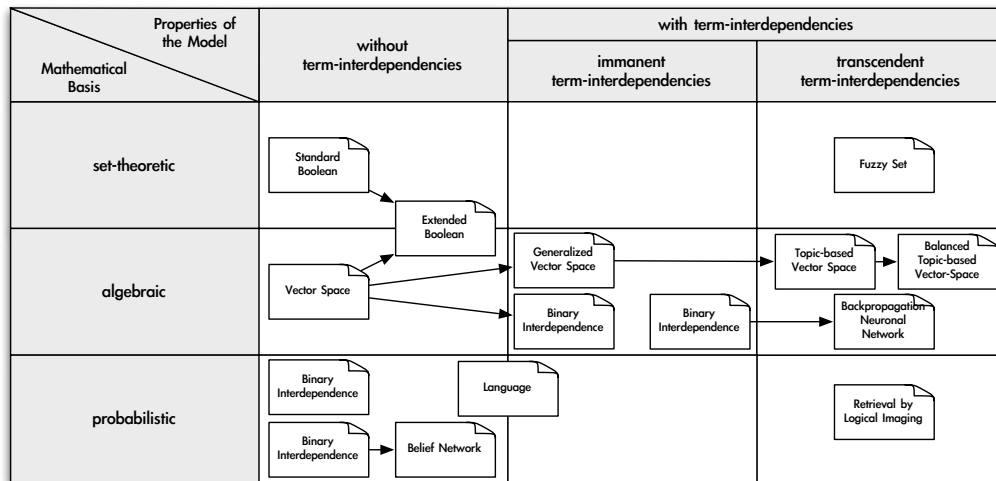 Properties of
the Model
Mathematical
Basis
without
term-interdependencies
with term-interdependencies
immanent
term-interdependencies
transcendent
term-interdependencies
set-theoretic
Standard
Boolean
Fuzzy Set
Extended
Boolean
algebraic
Vector Space
Generalized
Vector Space
Topic-based
Vector Space
Balanced
Topic-based
Vector-Space
Binary
Interdependence
Binary
Interdependence
Backpropagation
Neuronal
Network
probabilistic
Binary
Interdependence
Language
Retrieval by
Logical Imaging
Binary
Interdependence
Belief Network